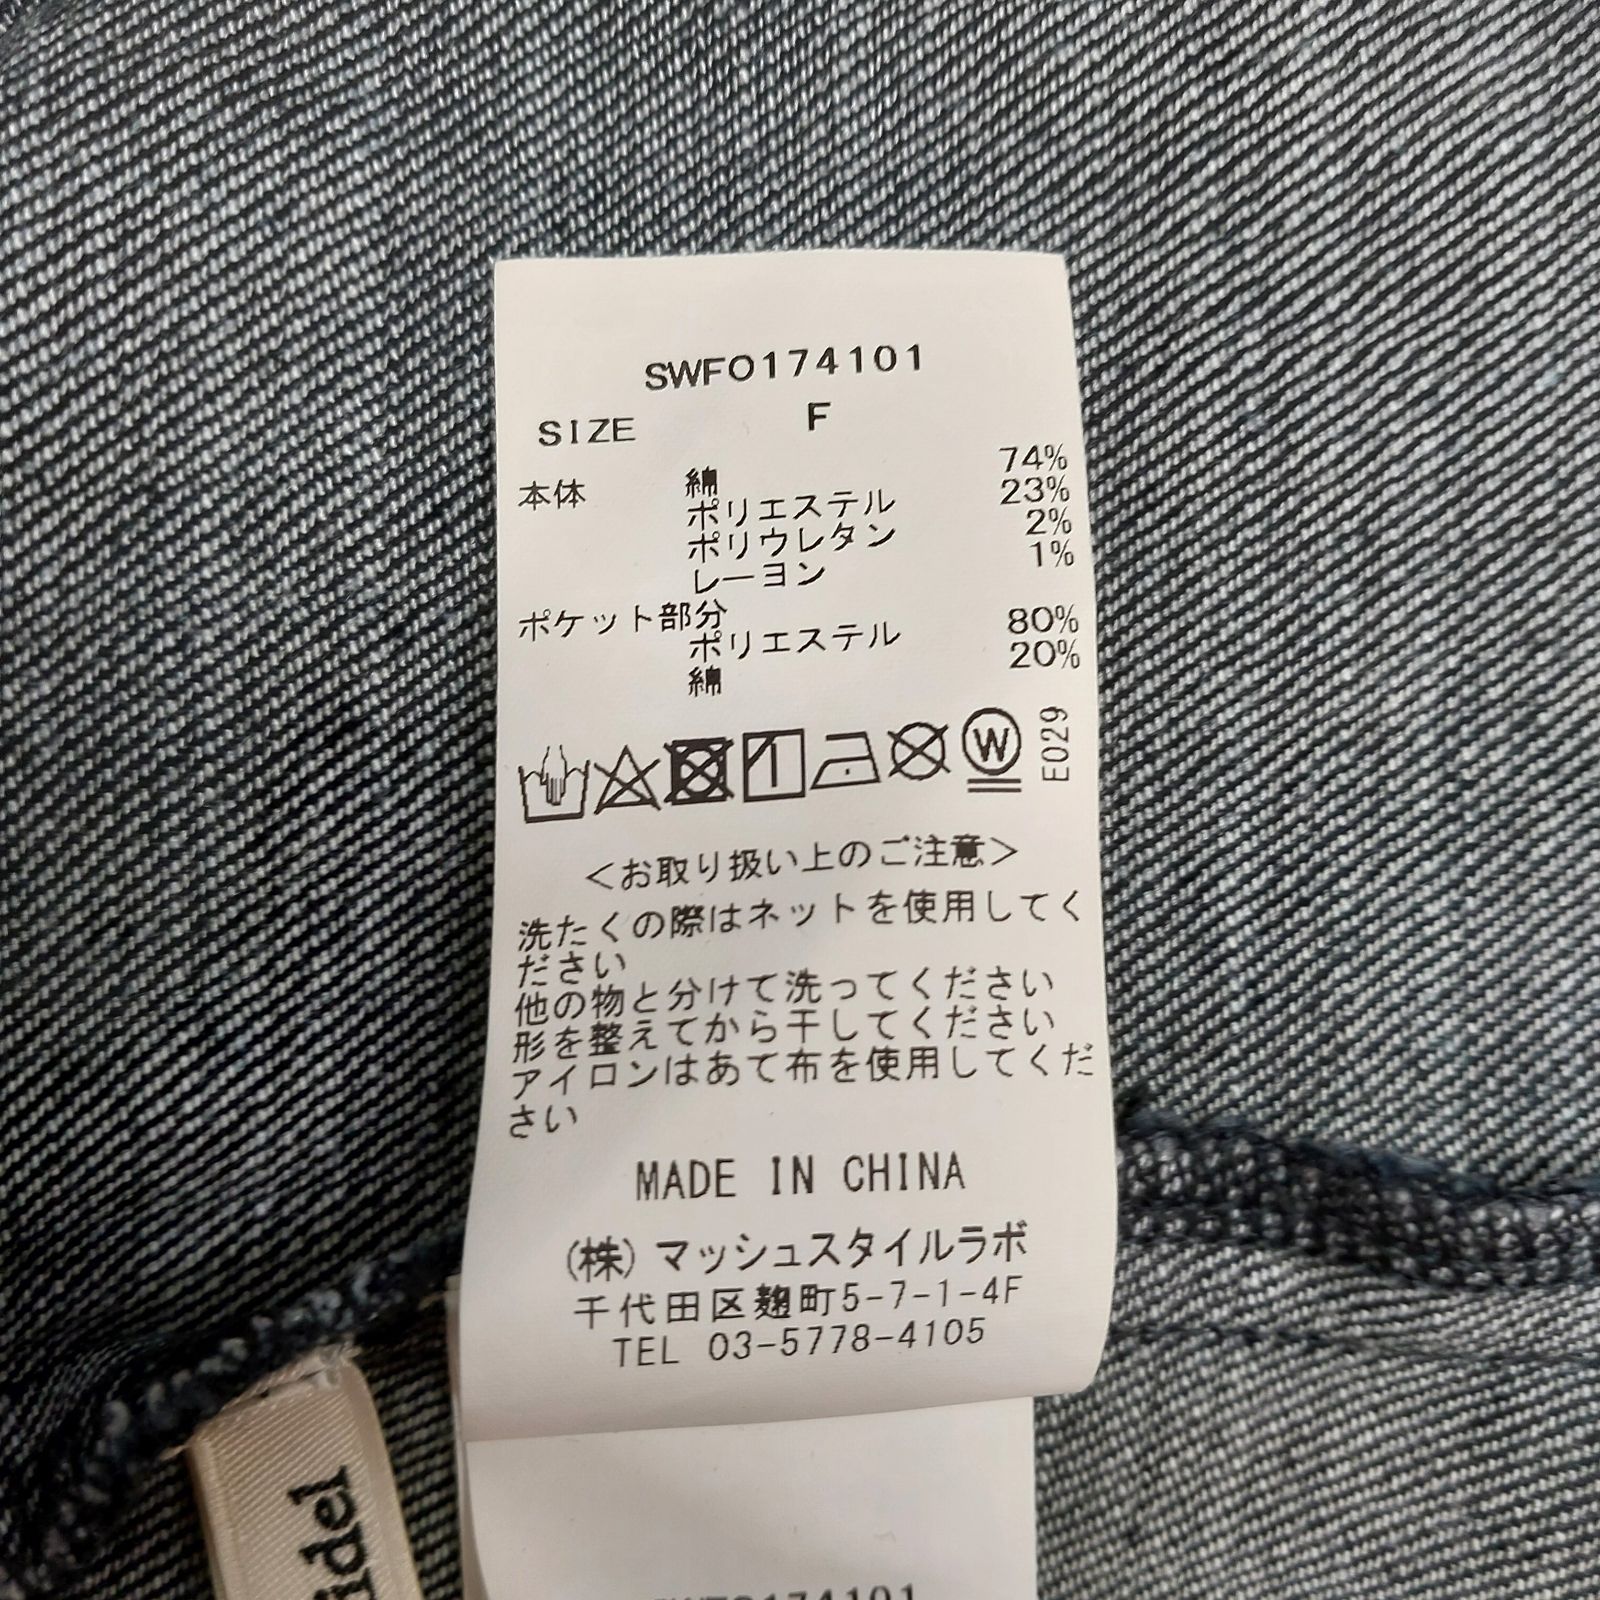 SWFO174101
SIZE F
本体 綿 74%
ポリエステル 23%
ポリウレタン 2%
レーヨン 1%
ポケット部分
ポリエステル 80%
綿 20%
W
E029
<お取り扱い上のご注意>
洗たくの際はネットを使用してく
ださい
他の物と分けて洗ってください
形を整えてから干してください
アイロンはあて布を使用してくだ
さい
MADE IN CHINA
(株)マッシュスタイルラボ
千代田区麹町5-7-1-4F
TEL 03-5778-4105
idel
SWFO174101